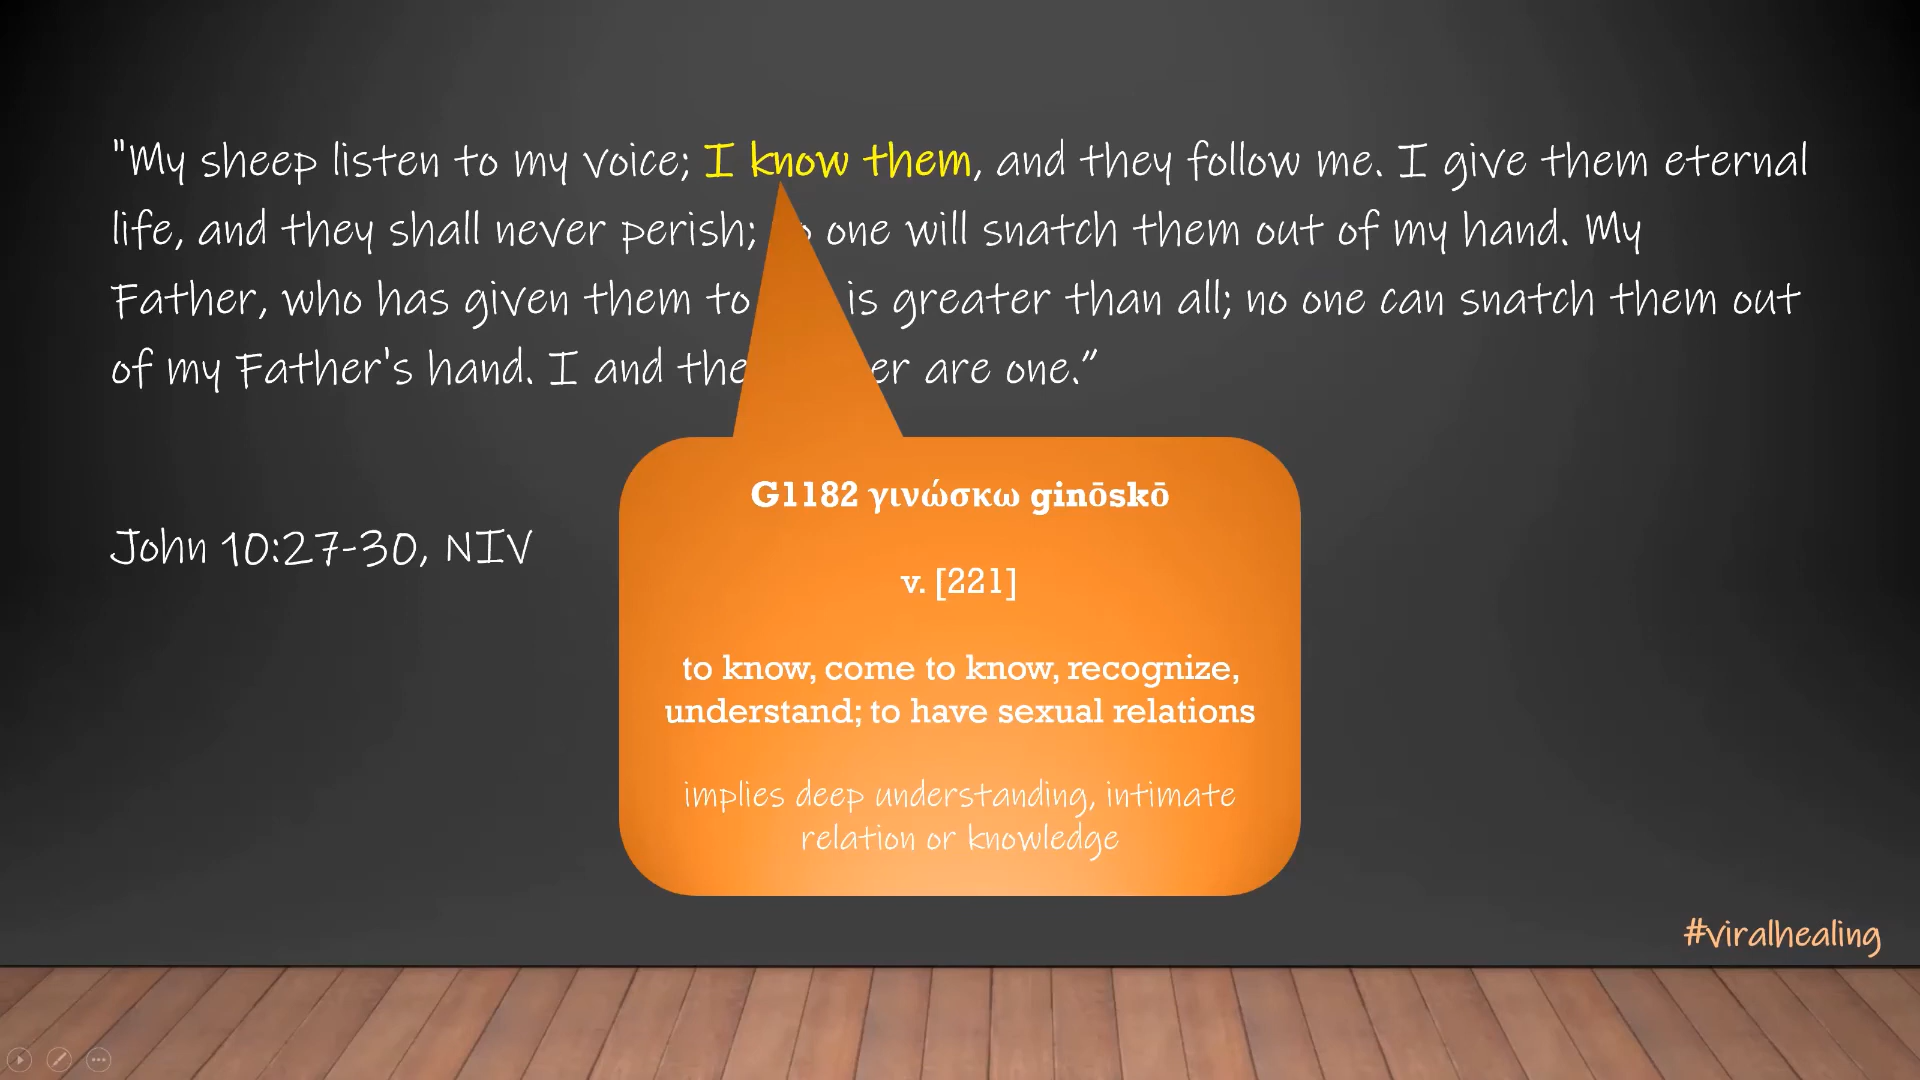 "My sheep listen to my voice; I know them, and they follow me. I give them eternal
life, and they shall never perish; one will snatch them out of my hand. My
Father, who has given them to is greater than all; no one can snatch them out
of my Father's hand. I and the are one.”
John 10:27-30, NIV
G1182 γινώσκω ginōskō
v. [221]
to know, come to know, recognize,
understand; to have sexual relations
implies deep understanding, intimate
relation or knowledge
#viralhealing